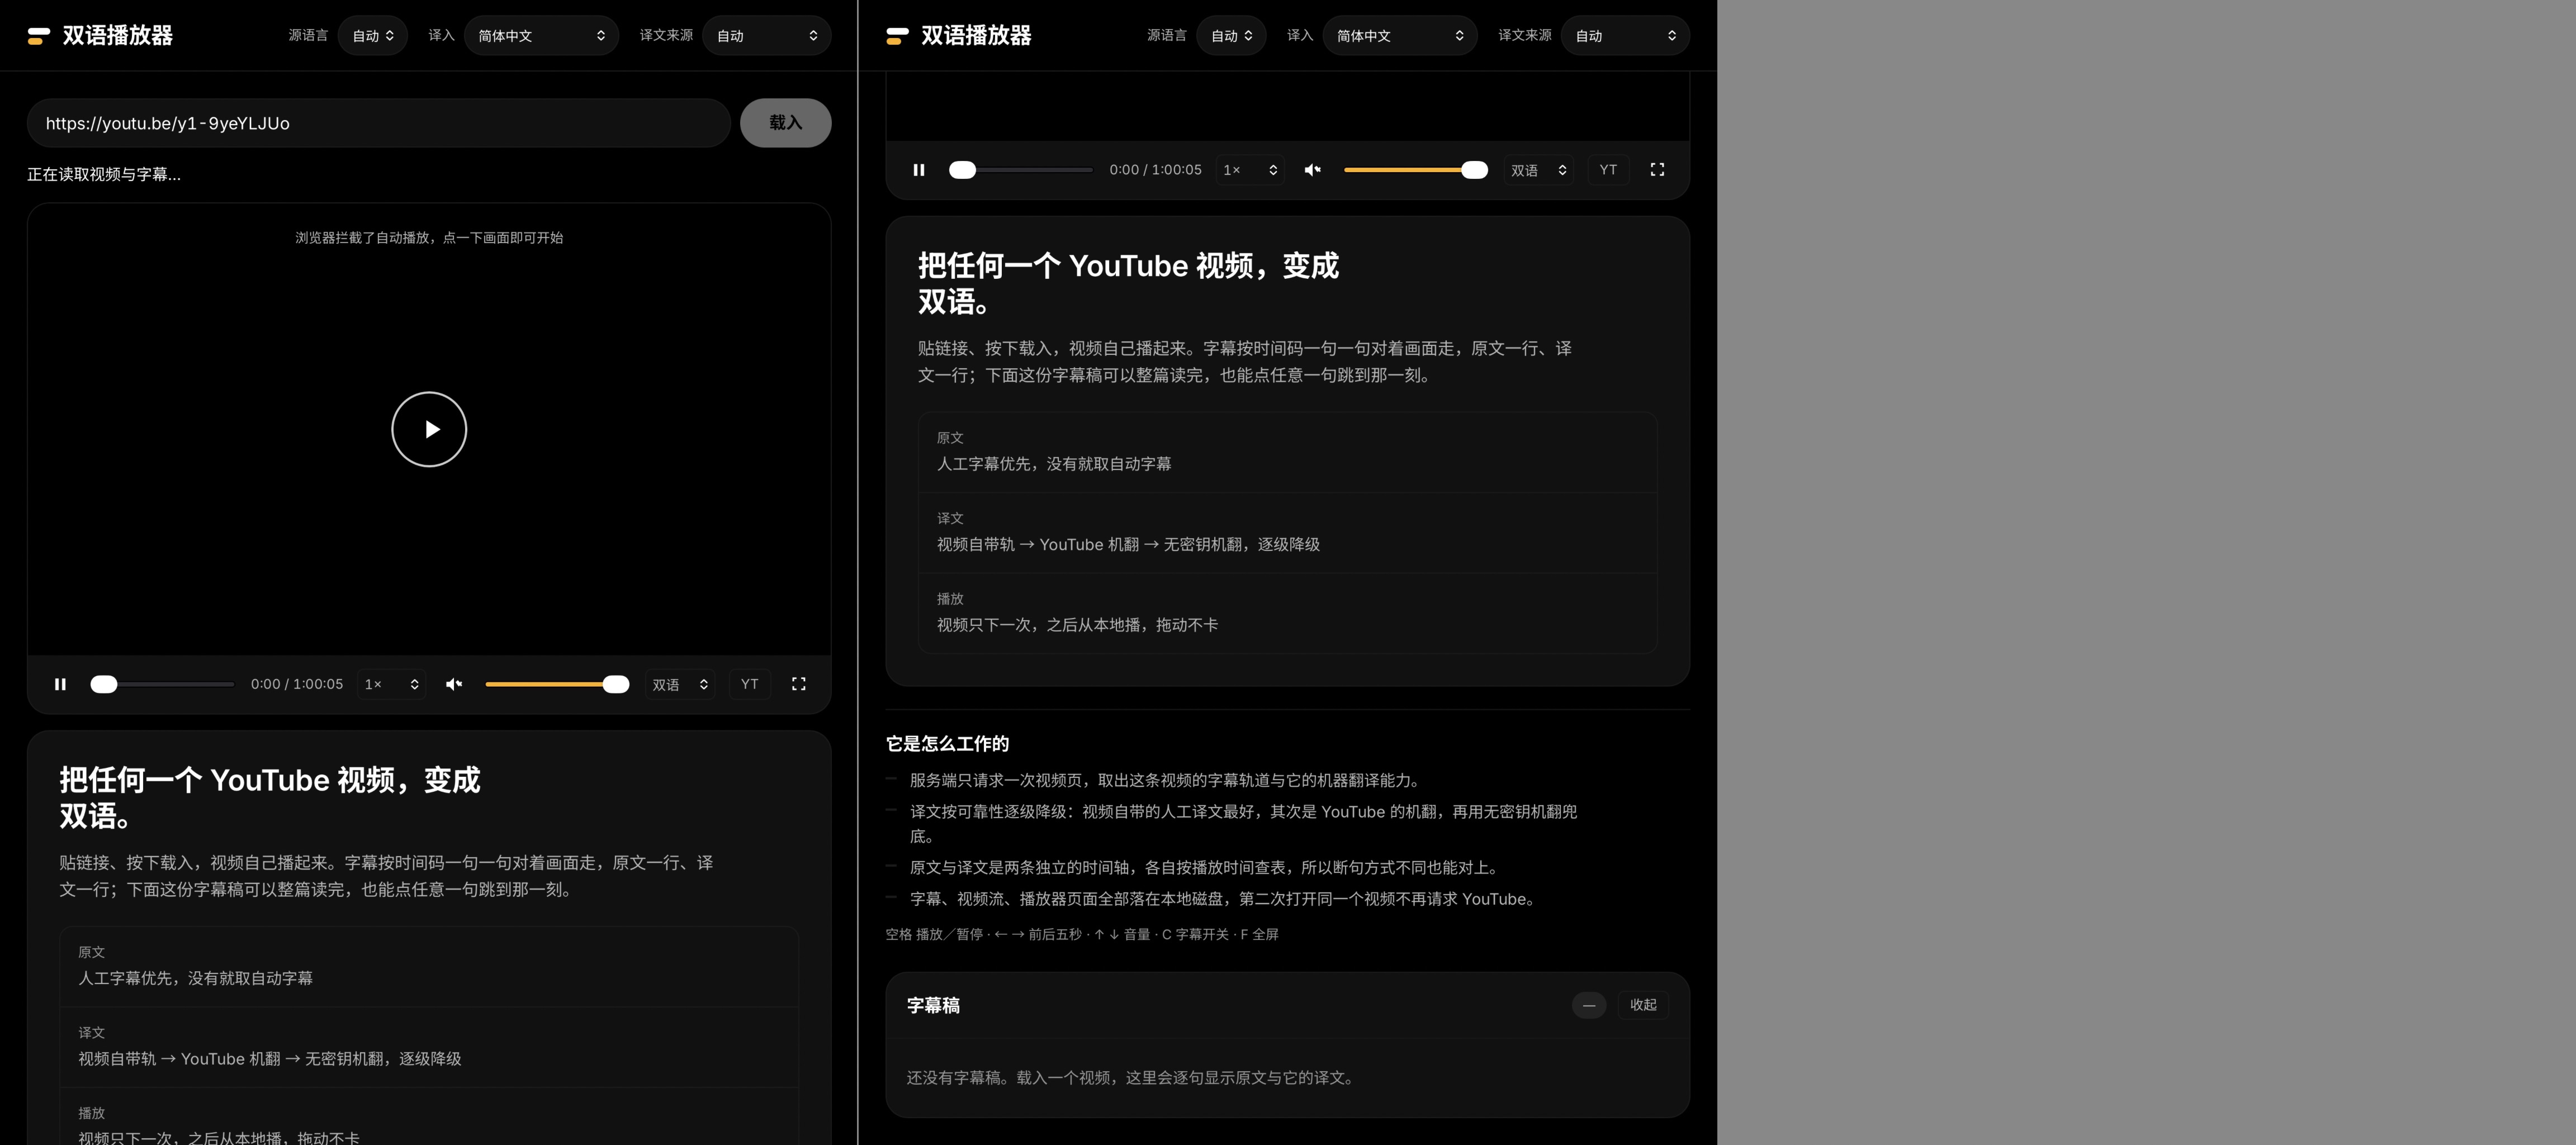 双语播放器 源语言 自动 译入 简体中文 译文来源 自动
https://youtu.be/y1-9yeYLJUo 载入
正在读取视频与字幕...
浏览器拦截了自动播放，点一下画面即可开始
0:00 / 1:00:05 1× 双语 YT
把任何一个 YouTube 视频，变成
双语。
贴链接、按下载入，视频自己播起来。字幕按时间码一句一句对着画面走，原文一行、译
文一行；下面这份字幕稿可以整篇读完，也能点任意一句跳到那一刻。
原文
人工字幕优先，没有就取自动字幕
译文
视频自带轨 → YouTube 机翻 → 无密钥机翻，逐级降级
播放
视频只下一次，之后从本地播，拖动不卡
双语播放器 源语言 自动 译入 简体中文 译文来源 自动
0:00 / 1:00:05 1× 双语 YT
把任何一个 YouTube 视频，变成
双语。
贴链接、按下载入，视频自己播起来。字幕按时间码一句一句对着画面走，原文一行、译
文一行；下面这份字幕稿可以整篇读完，也能点任意一句跳到那一刻。
原文
人工字幕优先，没有就取自动字幕
译文
视频自带轨 → YouTube 机翻 → 无密钥机翻，逐级降级
播放
视频只下一次，之后从本地播，拖动不卡
它是怎么工作的
服务端只请求一次视频页，取出这条视频的字幕轨道与它的机器翻译能力。
译文按可靠性逐级降级：视频自带的人工译文最好，其次是 YouTube 的机翻，再用无密钥机翻兜
底。
原文与译文是两条独立的时间轴，各自按播放时间查表，所以断句方式不同也能对上。
字幕、视频流、播放器页面全部落在本地磁盘，第二次打开同一个视频不再请求 YouTube。
空格 播放／暂停 · ← → 前后五秒 · ↑ ↓ 音量 · C 字幕开关 · F 全屏
字幕稿 — 收起
还没有字幕稿。载入一个视频，这里会逐句显示原文与它的译文。